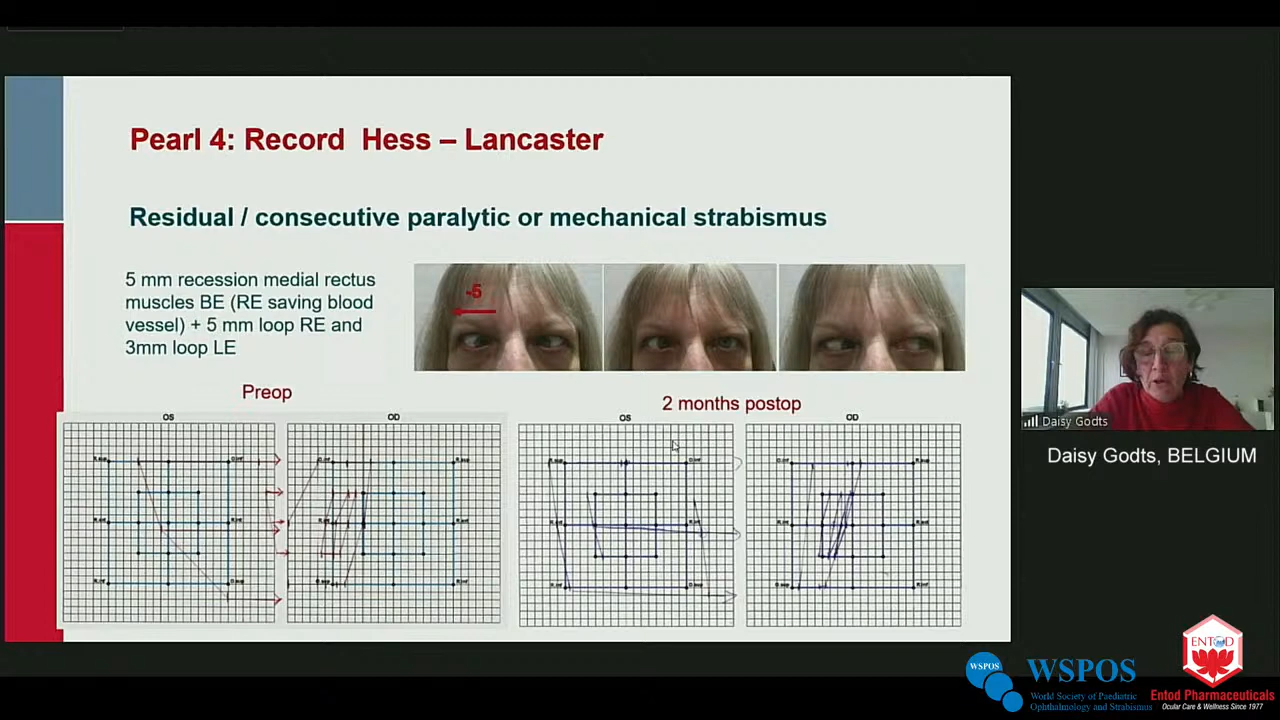 Pearl 4: Record Hess – Lancaster
Residual / consecutive paralytic or mechanical strabismus
5 mm recession medial rectus
muscles BE (RE saving blood
vessel) + 5 mm loop RE and
3mm loop LE
-5
Preop
2 months postop
OS
OD
OS
OD
Daisy Godts
Daisy Godts, BELGIUM
WSPOS
WSPOS
World Society of Paediatric
Ophthalmology and Strabismus
ENTOD
Entod Pharmaceuticals
Ocular Care & Wellness Since 1977